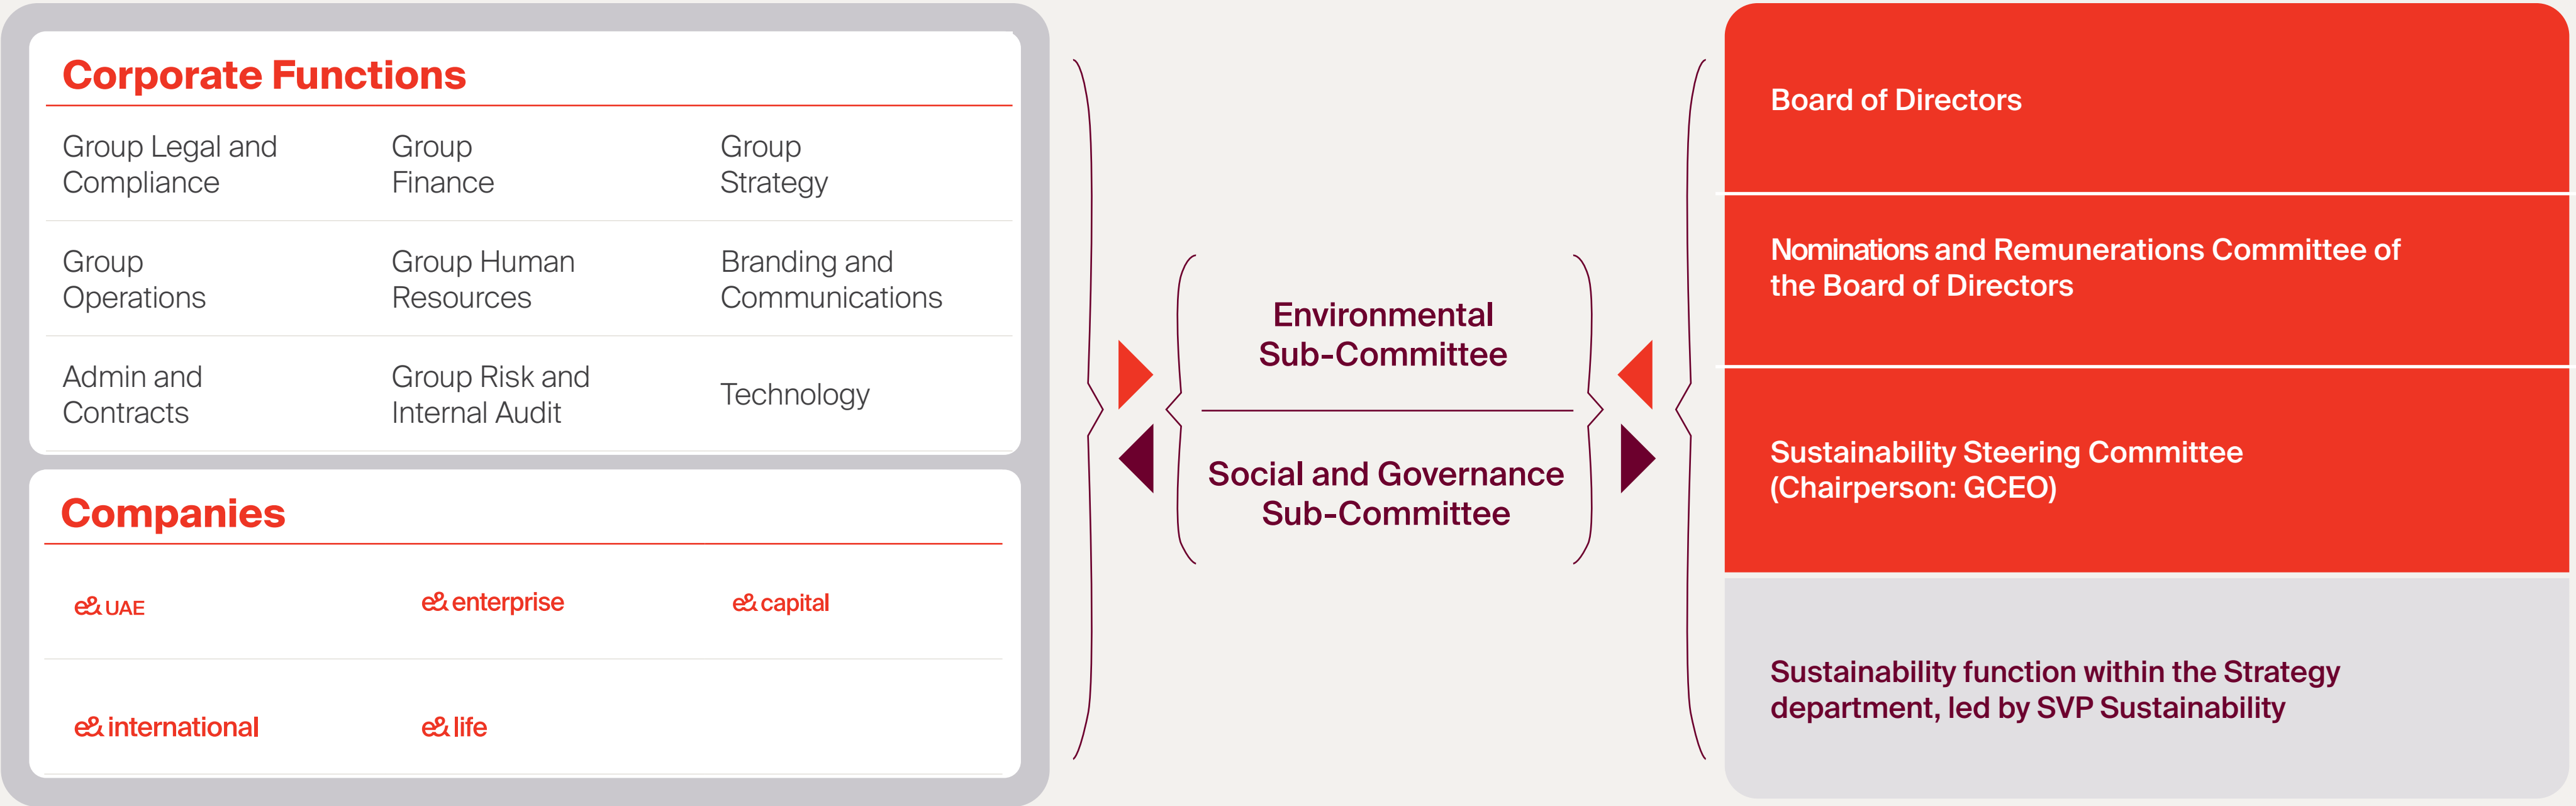 Corporate Functions
Group Legal and
Compliance
Group
Finance
Group
Strategy
Group
Operations
Group Human
Resources
Branding and
Communications
Admin and
Contracts
Group Risk and
Internal Audit
Technology
Companies
e& UAE
e& enterprise
e& capital
e& international
e& life
Environmental
Sub-Committee
Social and Governance
Sub-Committee
Board of Directors
Nominations and Remunerations Committee of
the Board of Directors
Sustainability Steering Committee
(Chairperson: GCEO)
Sustainability function within the Strategy
department, led by SVP Sustainability